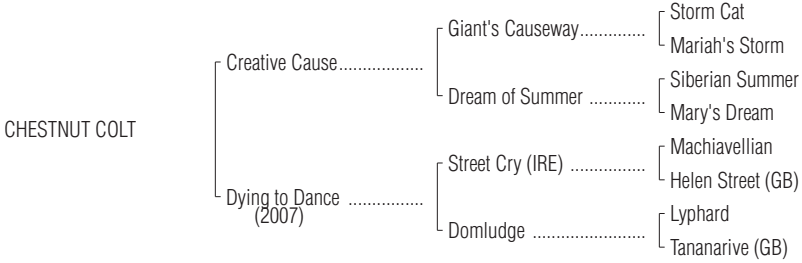 Storm Cat
Giant's Causeway..............
Mariah's Storm
Creative Cause..................
Siberian Summer
Dream of Summer ............
Mary's Dream
CHESTNUT COLT
Machiavellian
Street Cry (IRE) ................
Helen Street (GB)
Dying to Dance ................
(2007)
Lyphard
Domludge ........................
Tananarive (GB)